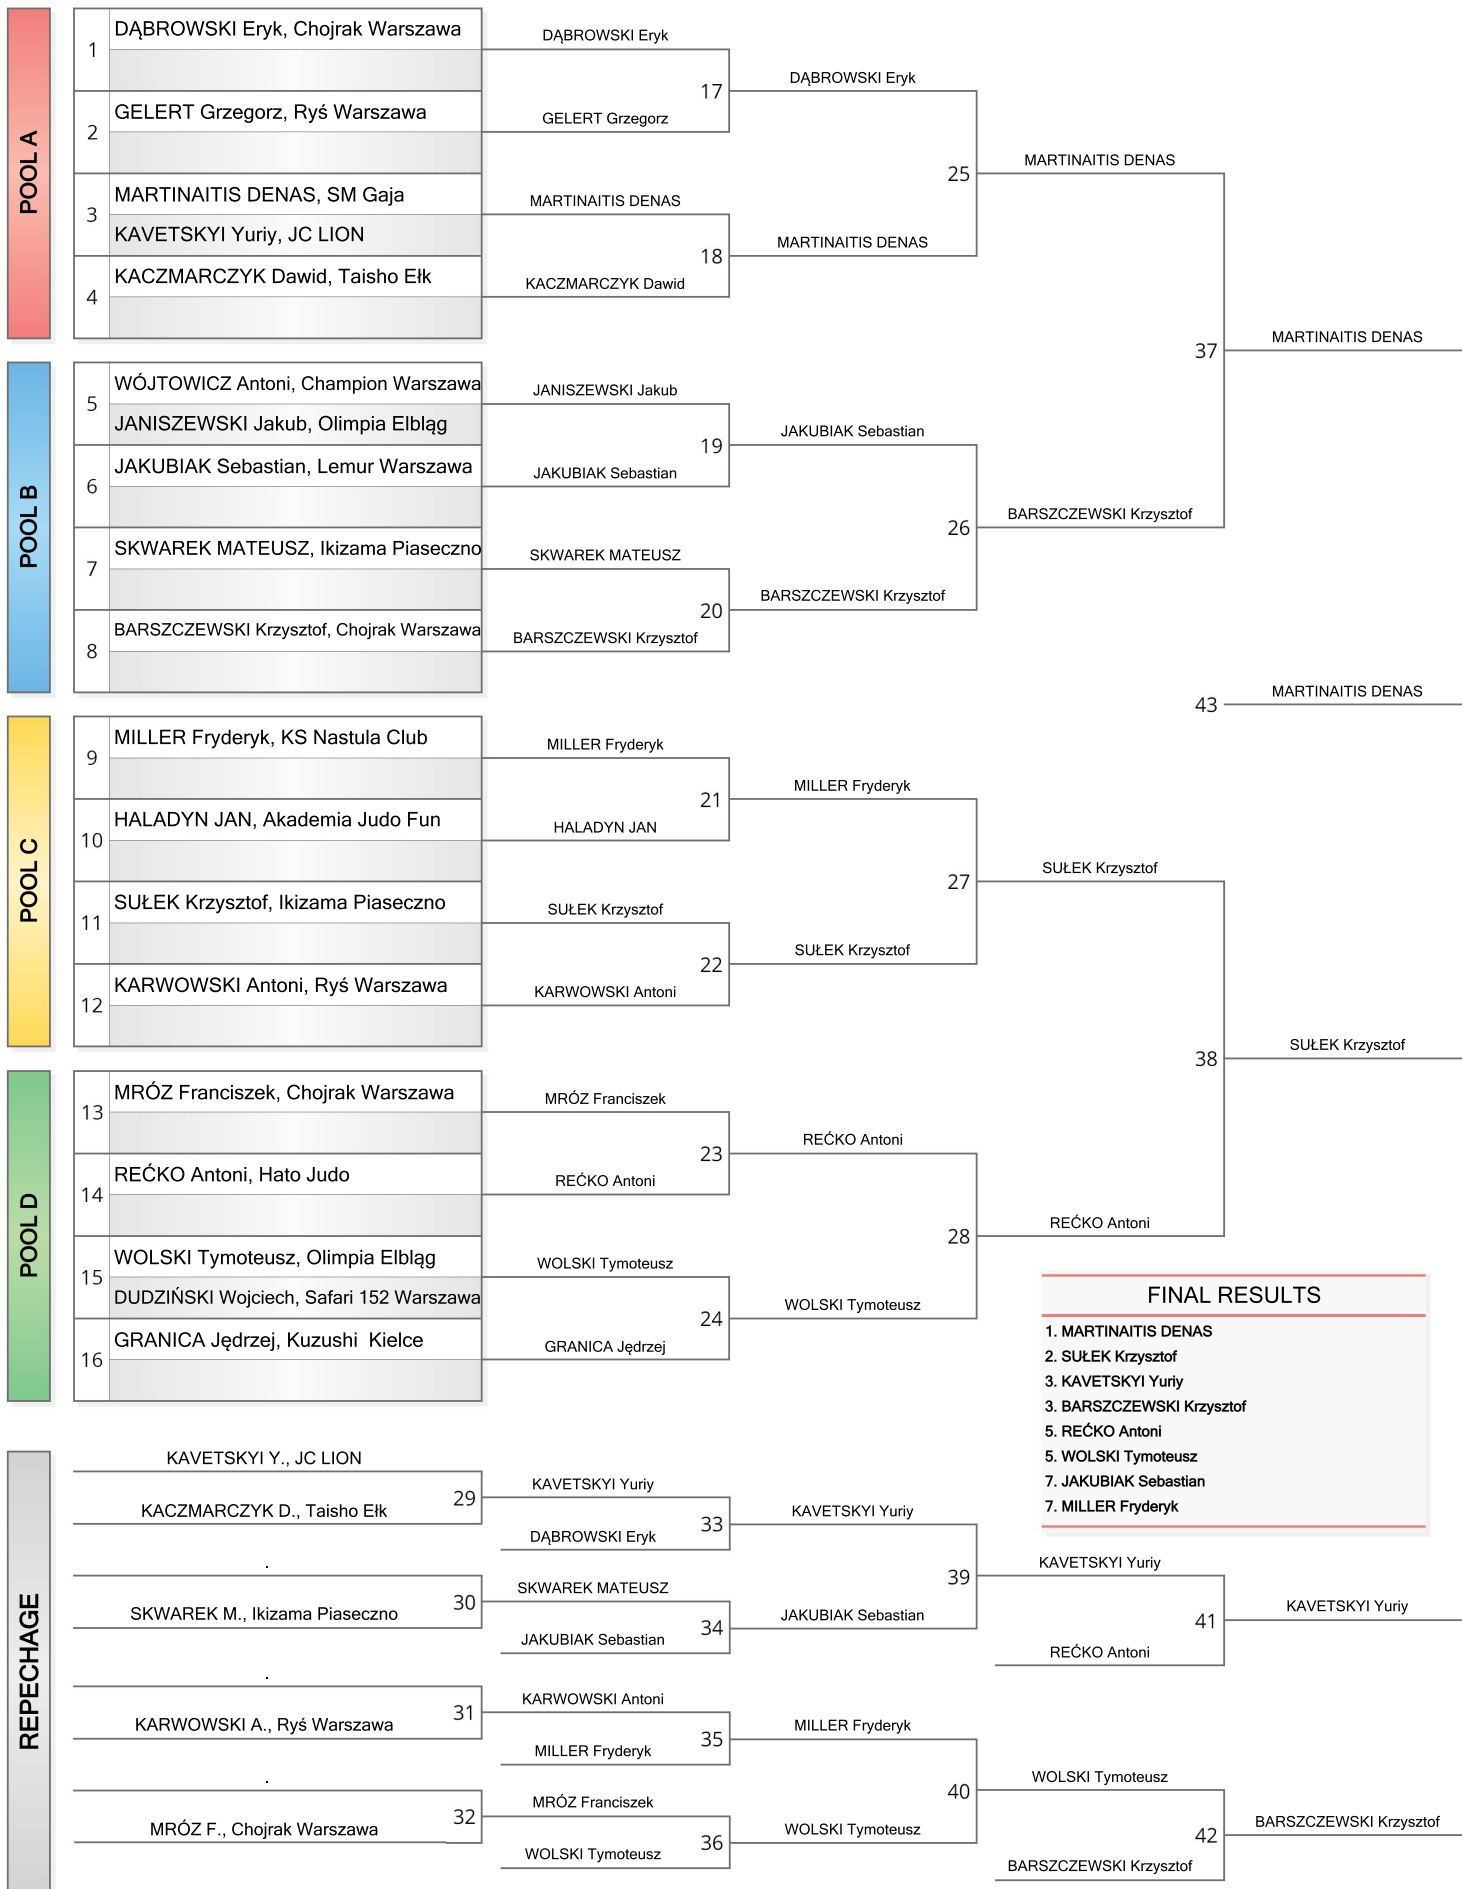 POOL A
1
DĄBROWSKI Eryk, Chojrak Warszawa
2
GELERT Grzegorz, Ryś Warszawa
3
MARTINAITIS DENAS, SM Gaja
KAVETSKYI Yuriy, JC LION
4
KACZMARCZYK Dawid, Taisho Ełk
DĄBROWSKI Eryk
17
GELERT Grzegorz
MARTINAITIS DENAS
18
KACZMARCZYK Dawid
DĄBROWSKI Eryk
25
MARTINAITIS DENAS
MARTINAITIS DENAS
POOL B
5
WÓJTOWICZ Antoni, Champion Warszawa
JANISZEWSKI Jakub, Olimpia Elbląg
6
JAKUBIAK Sebastian, Lemur Warszawa
7
SKWAREK MATEUSZ, Ikizama Piaseczno
8
BARSZCZEWSKI Krzysztof, Chojrak Warszawa
JANISZEWSKI Jakub
19
JAKUBIAK Sebastian
SKWAREK MATEUSZ
20
BARSZCZEWSKI Krzysztof
JAKUBIAK Sebastian
26
BARSZCZEWSKI Krzysztof
BARSZCZEWSKI Krzysztof
37
MARTINAITIS DENAS
43
MARTINAITIS DENAS
POOL C
9
MILLER Fryderyk, KS Nastula Club
10
HALADYN JAN, Akademia Judo Fun
11
SUŁEK Krzysztof, Ikizama Piaseczno
12
KARWOWSKI Antoni, Ryś Warszawa
MILLER Fryderyk
21
HALADYN JAN
SUŁEK Krzysztof
22
KARWOWSKI Antoni
MILLER Fryderyk
27
SUŁEK Krzysztof
SUŁEK Krzysztof
POOL D
13
MRÓZ Franciszek, Chojrak Warszawa
14
REĆKO Antoni, Hato Judo
15
WOLSKI Tymoteusz, Olimpia Elbląg
DUDZIŃSKI Wojciech, Safari 152 Warszawa
16
GRANICA Jędrzej, Kuzushi  Kielce
MRÓZ Franciszek
23
REĆKO Antoni
WOLSKI Tymoteusz
24
GRANICA Jędrzej
REĆKO Antoni
28
WOLSKI Tymoteusz
REĆKO Antoni
38
SUŁEK Krzysztof
FINAL RESULTS
1. MARTINAITIS DENAS
2. SUŁEK Krzysztof
3. KAVETSKYI Yuriy
3. BARSZCZEWSKI Krzysztof
5. REĆKO Antoni
5. WOLSKI Tymoteusz
7. JAKUBIAK Sebastian
7. MILLER Fryderyk
REPECHAGE
KAVETSKYI Y., JC LION
29
KACZMARCZYK D., Taisho Ełk
.
30
SKWAREK M., Ikizama Piaseczno
.
31
KARWOWSKI A., Ryś Warszawa
.
32
MRÓZ F., Chojrak Warszawa
KAVETSKYI Yuriy
33
DĄBROWSKI Eryk
SKWAREK MATEUSZ
34
JAKUBIAK Sebastian
KARWOWSKI Antoni
35
MILLER Fryderyk
MRÓZ Franciszek
36
WOLSKI Tymoteusz
KAVETSKYI Yuriy
39
JAKUBIAK Sebastian
MILLER Fryderyk
40
WOLSKI Tymoteusz
KAVETSKYI Yuriy
41
REĆKO Antoni
WOLSKI Tymoteusz
42
BARSZCZEWSKI Krzysztof
KAVETSKYI Yuriy
BARSZCZEWSKI Krzysztof